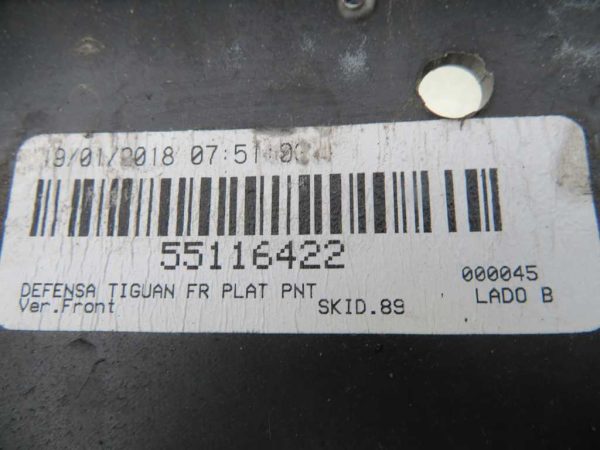 19/01/2018 07:51
55116422
000045
DEFENSA TIGUAN FR PLAT PNT
LADO B
Ver.Front
SKID.89